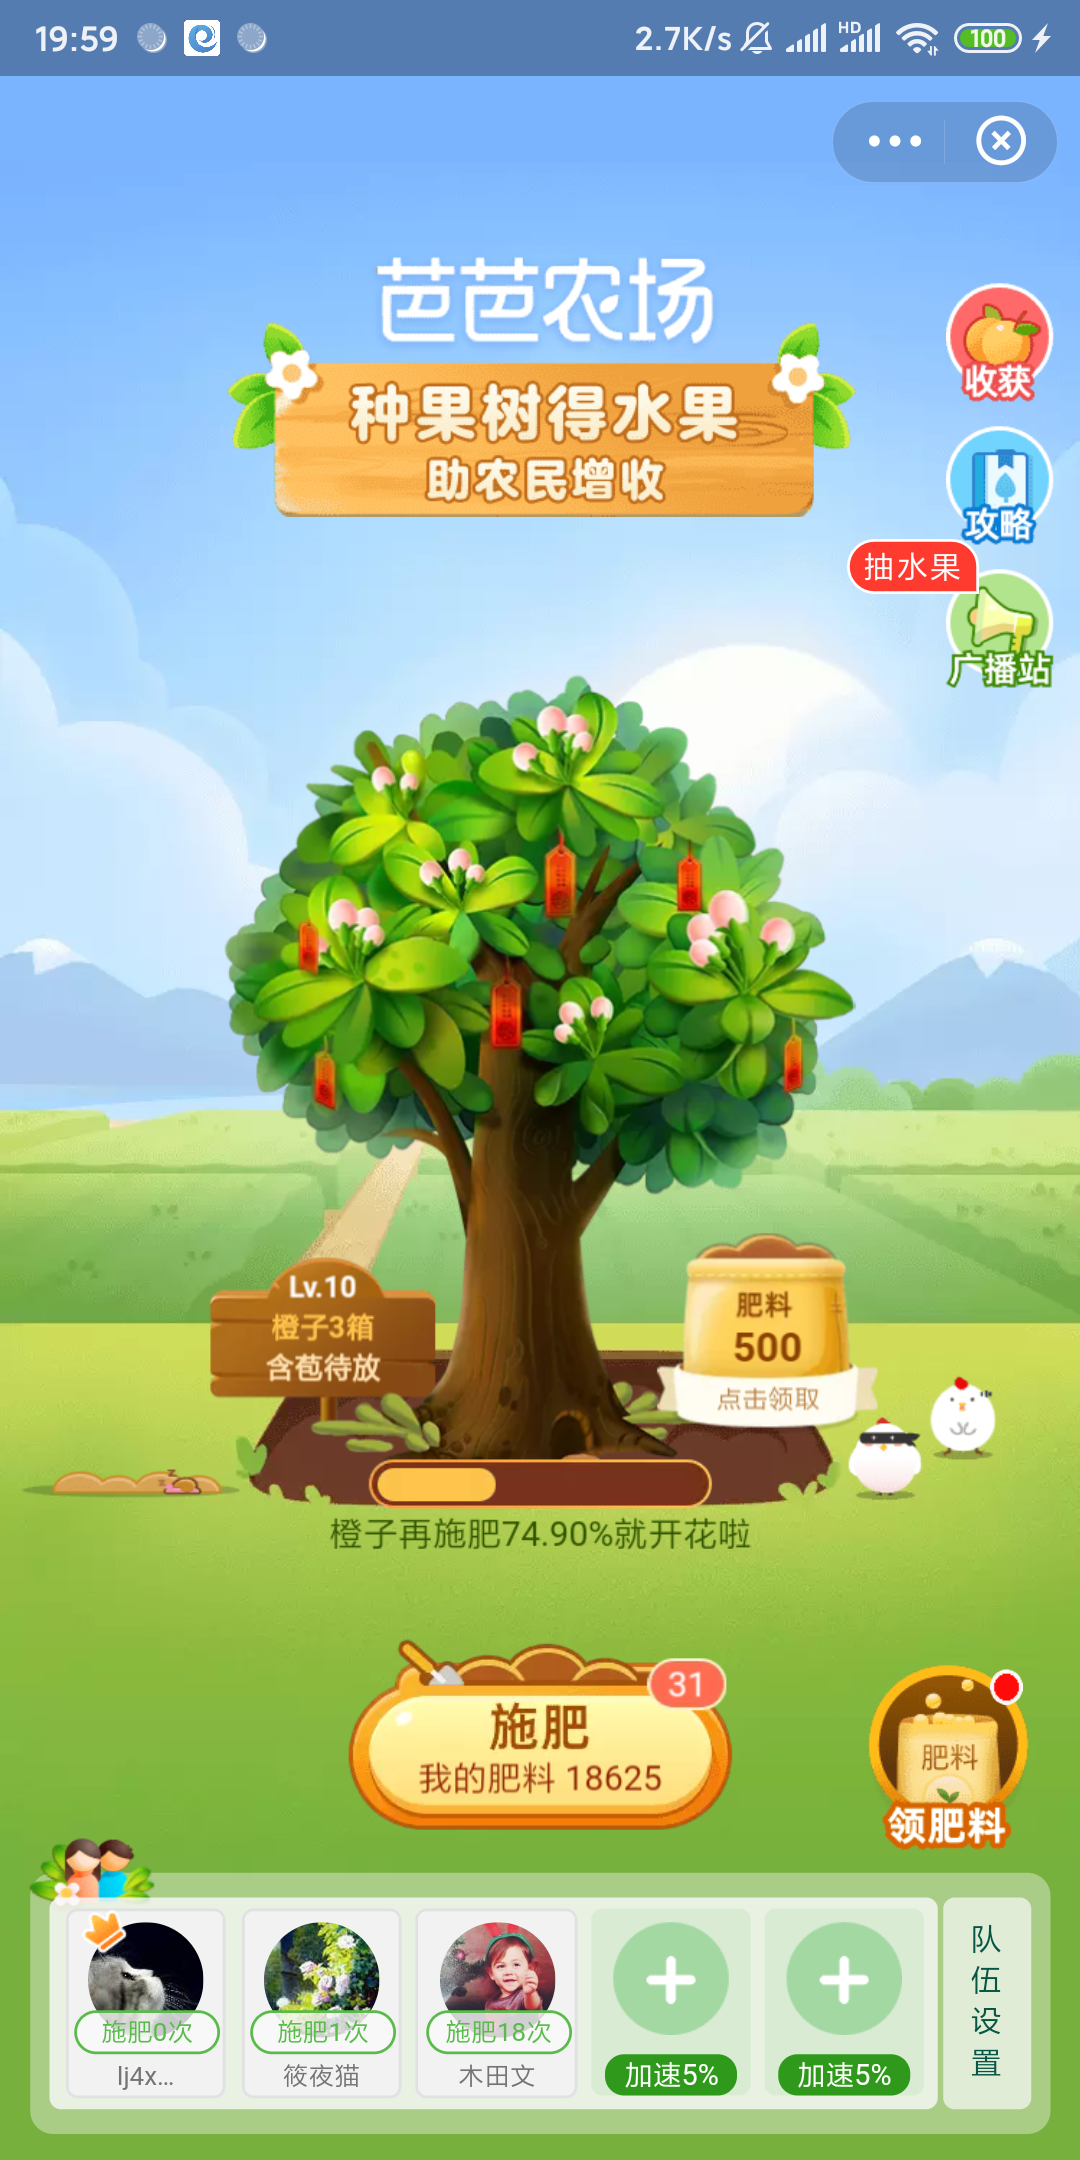 19:59
2.7K/s
HD
100
芭芭农场
种果树得水果
助农民增收
收获
攻略
抽水果
广播站
Lv.10
橙子3箱
含苞待放
肥料
500
点击领取
橙子再施肥74.90%就开花啦
31
施肥
我的肥料 18625
肥料
领肥料
施肥0次
施肥1次
施肥18次
lj4x...
筱夜猫
木田文
加速5%
加速5%
队伍设置